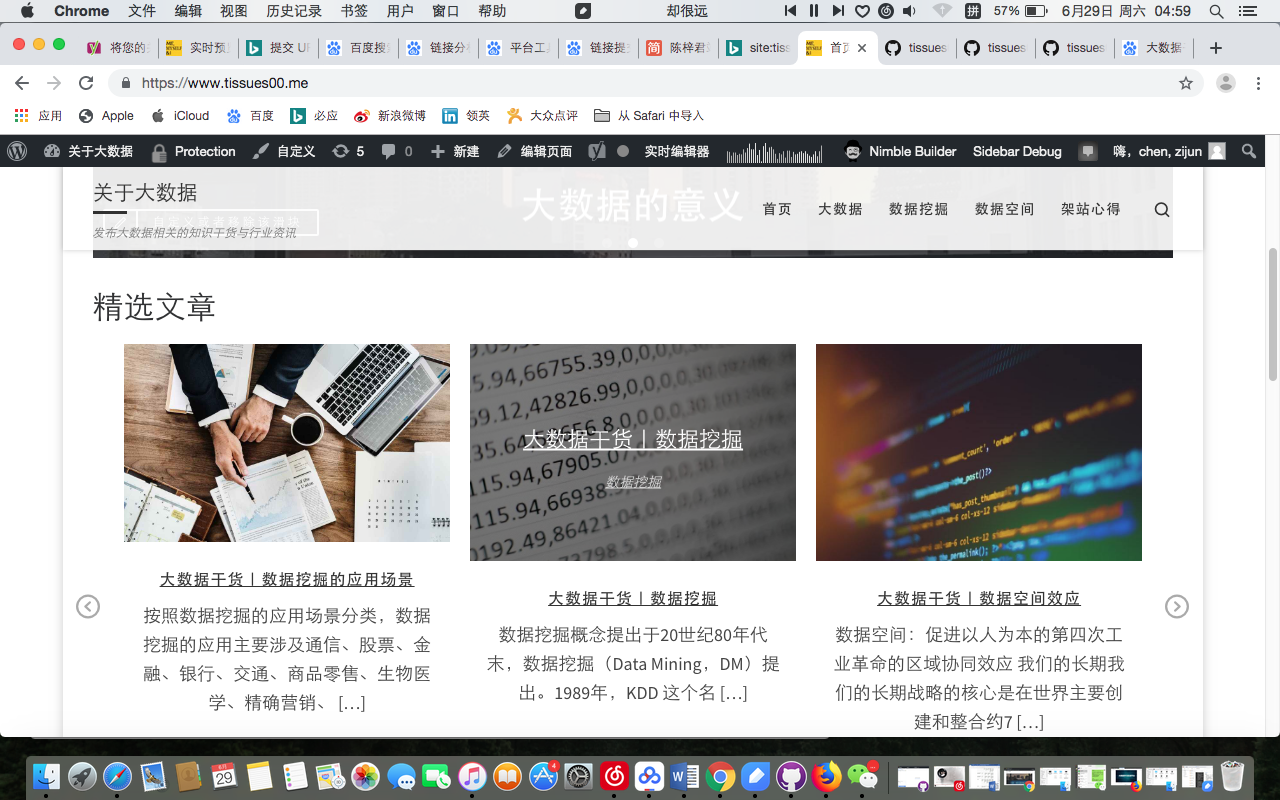 Chrome 文件 编辑 视图 历史记录 书签 用户 窗口 帮助 却很远 拼 57% 6月29日 周六 04:59
将您的 实时预 提交 UR 百度搜 链接分 平台工 链接提 简 陈梓君 site:tiss 首页 tissues tissues tissues 大数据
https://www.tissues00.me
应用 Apple iCloud 百度 必应 新浪微博 领英 大众点评 从 Safari 中导入
关于大数据 Protection 自定义 5 0 新建 编辑页面 实时编辑器 Nimble Builder Sidebar Debug 嗨，chen, zijun
关于大数据
大数据的意义
首页 大数据 数据挖掘 数据空间 架站心得
发布大数据相关的知识干货与行业资讯
精选文章
大数据干货丨数据挖掘
数据挖掘
大数据干货丨数据挖掘的应用场景
按照数据挖掘的应用场景分类，数据
挖掘的应用主要涉及通信、股票、金
融、银行、交通、商品零售、生物医
学、精确营销、 […]
大数据干货丨数据挖掘
数据挖掘概念提出于20世纪80年代
末，数据挖掘（Data Mining，DM）提
出。1989年，KDD 这个名 […]
大数据干货丨数据空间效应
数据空间：促进以人为本的第四次工
业革命的区域协同效应 我们的长期我
们的长期战略的核心是在世界主要创
建和整合约7 […]